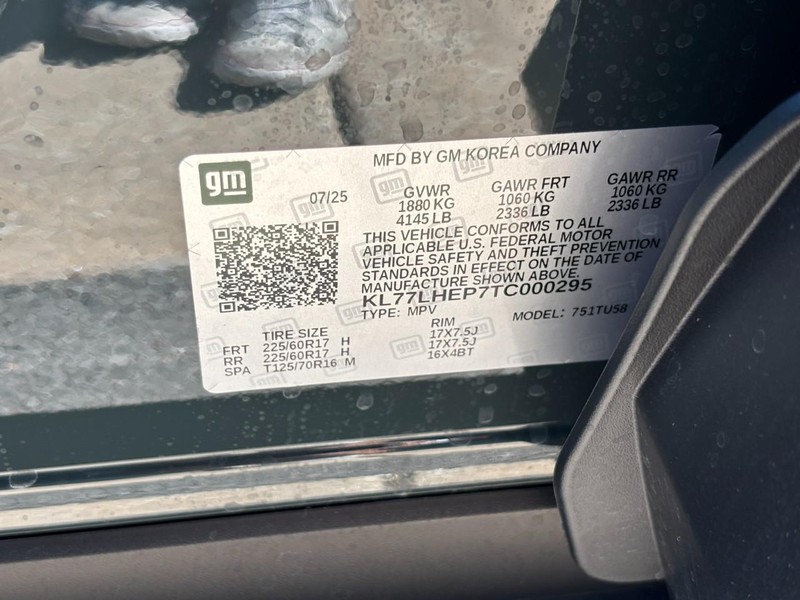 gm
MFD BY GM KOREA COMPANY
07/25
GVWR GAWR FRT GAWR RR
1880 KG 1060 KG 1060 KG
4145 LB 2336 LB 2336 LB
THIS VEHICLE CONFORMS TO ALL
APPLICABLE U.S. FEDERAL MOTOR
VEHICLE SAFETY AND THEFT PREVENTION
STANDARDS IN EFFECT ON THE DATE OF
MANUFACTURE SHOWN ABOVE.
KL77LHEP7TC000295
TYPE: MPV MODEL: 751TU58
TIRE SIZE RIM
FRT 225/60R17 H 17X7.5J
RR 225/60R17 H 17X7.5J
SPA T125/70R16 M 16X4BT